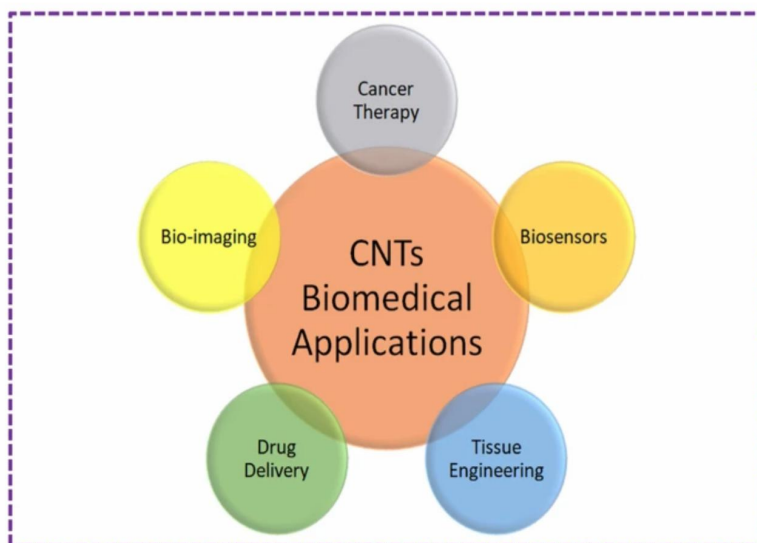 Cancer
Therapy
Bio-imaging
Biosensors
CNTs
Biomedical
Applications
Drug
Delivery
Tissue
Engineering